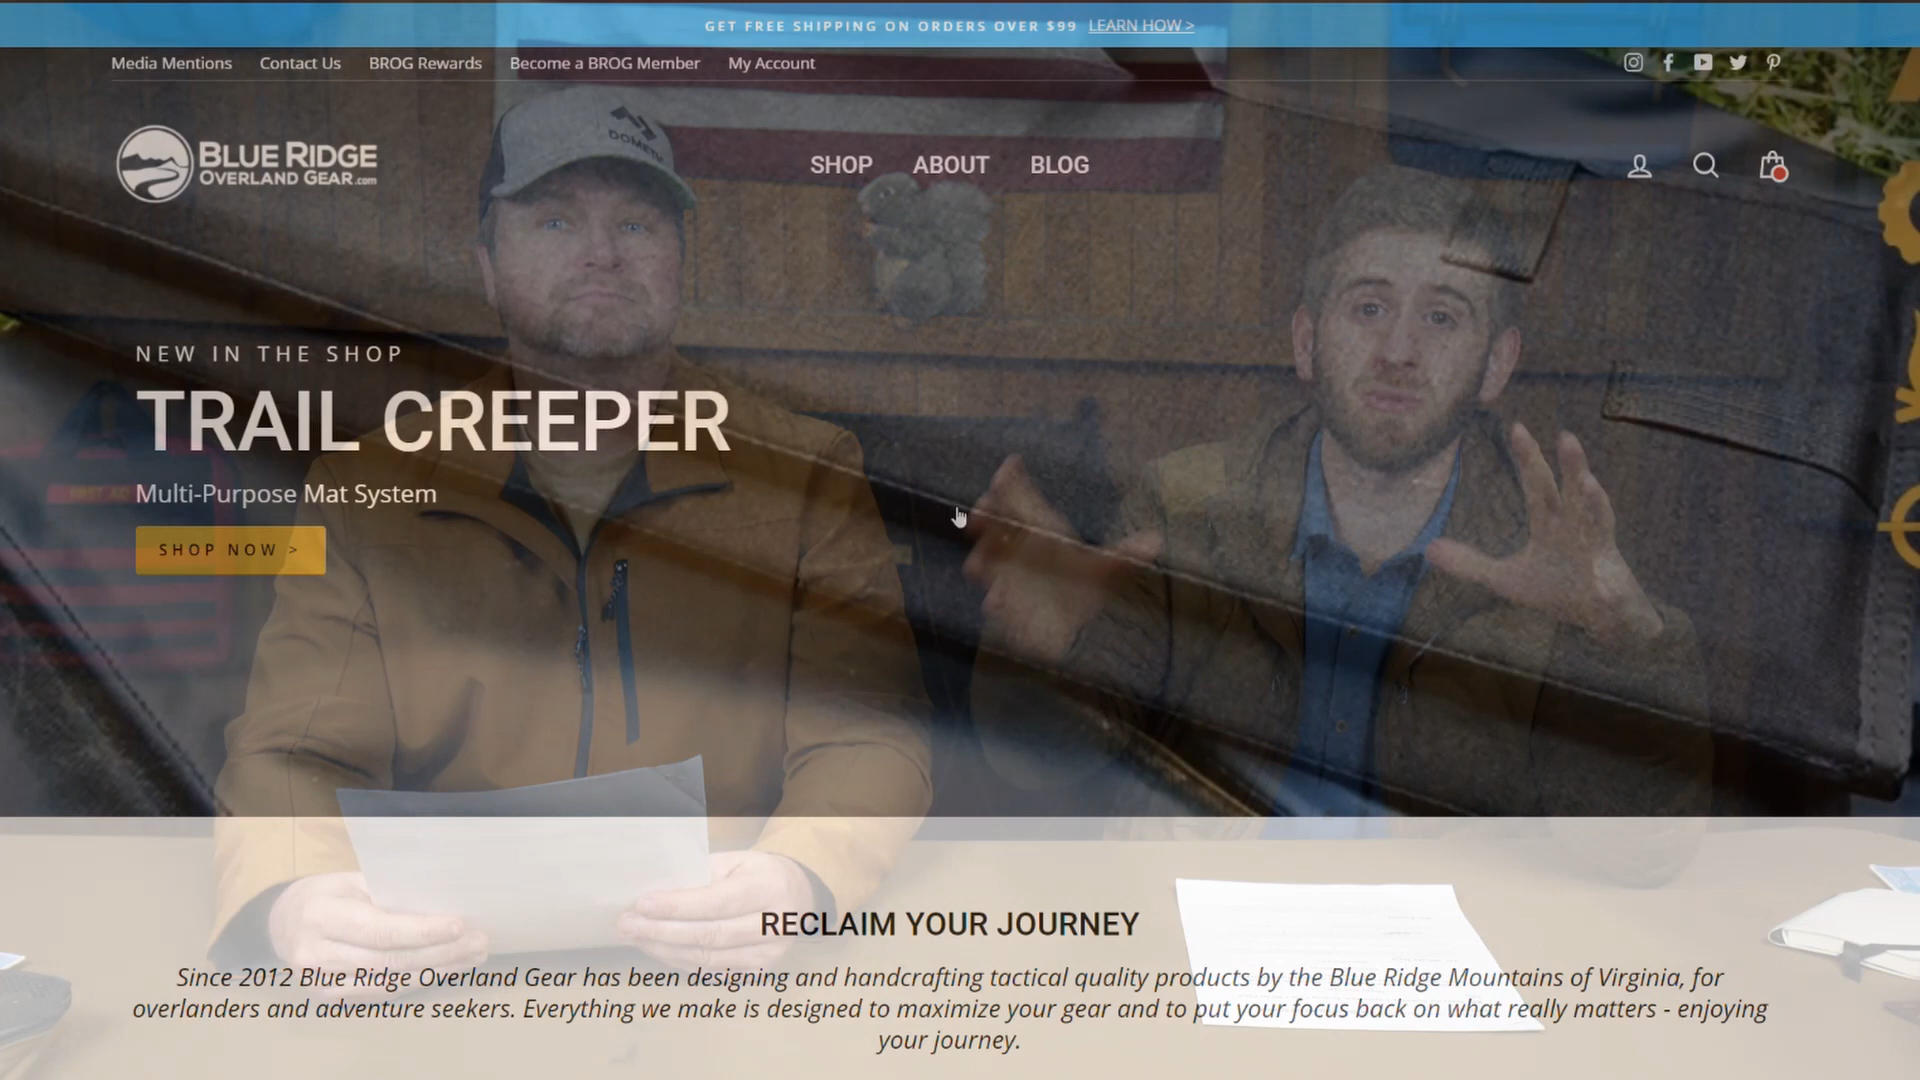 GET FREE SHIPPING ON ORDERS OVER $99 LEARN HOW >
Media Mentions Contact Us BROG Rewards Become a BROG Member My Account
DOMETIC
BLUE RIDGE
OVERLAND GEAR.com
SHOP ABOUT BLOG
NEW IN THE SHOP
TRAIL CREEPER
Multi-Purpose Mat System
SHOP NOW >
RECLAIM YOUR JOURNEY
Since 2012 Blue Ridge Overland Gear has been designing and handcrafting tactical quality products by the Blue Ridge Mountains of Virginia, for
overlanders and adventure seekers. Everything we make is designed to maximize your gear and to put your focus back on what really matters - enjoying
your journey.